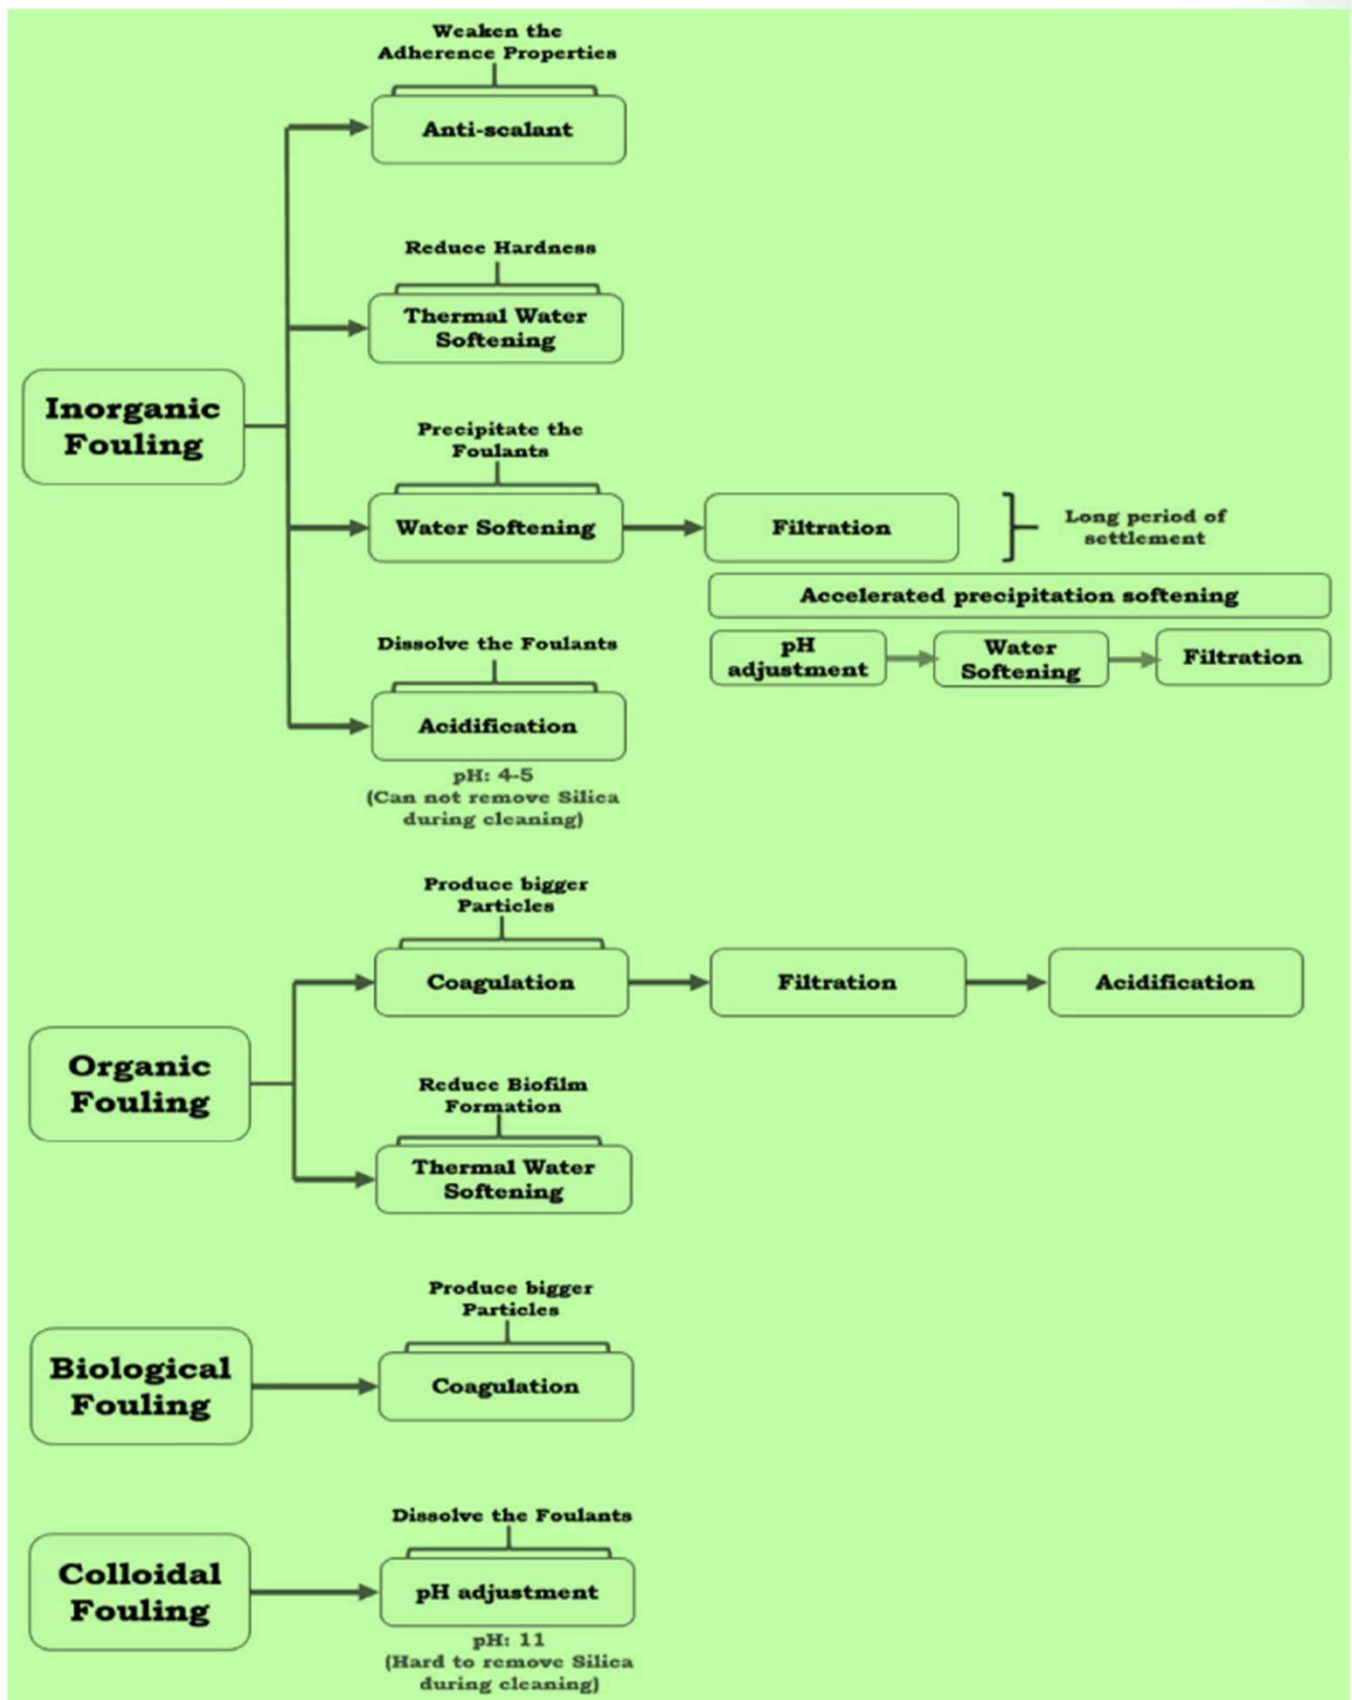 Weaken the
Adherence Properties
Anti-scalant
Reduce Hardness
Thermal Water
Softening
Inorganic
Fouling
Precipitate the
Foulants
Water Softening
Filtration
Long period of
settlement
Accelerated precipitation softening
pH
adjustment
Water
Softening
Filtration
Dissolve the Foulants
Acidification
pH: 4-5
(Can not remove Silica
during cleaning)
Produce bigger
Particles
Coagulation
Filtration
Acidification
Organic
Fouling
Reduce Biofilm
Formation
Thermal Water
Softening
Produce bigger
Particles
Biological
Fouling
Coagulation
Dissolve the Foulants
Colloidal
Fouling
pH adjustment
pH: 11
(Hard to remove Silica
during cleaning)